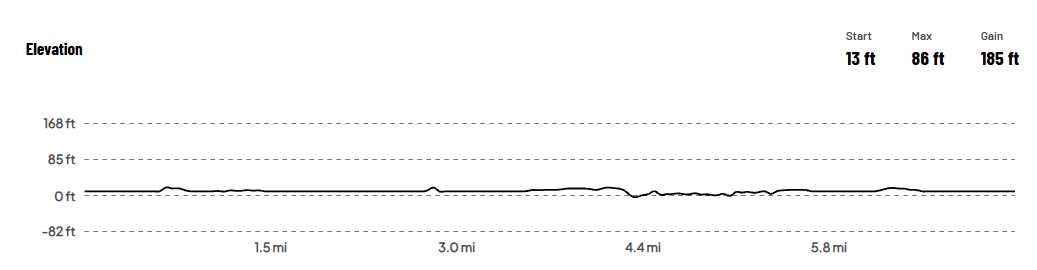 Elevation
Start Max Gain
13 ft 86 ft 185 ft
168 ft
85 ft
0 ft
-82 ft
1.5 mi 3.0 mi 4.4 mi 5.8 mi